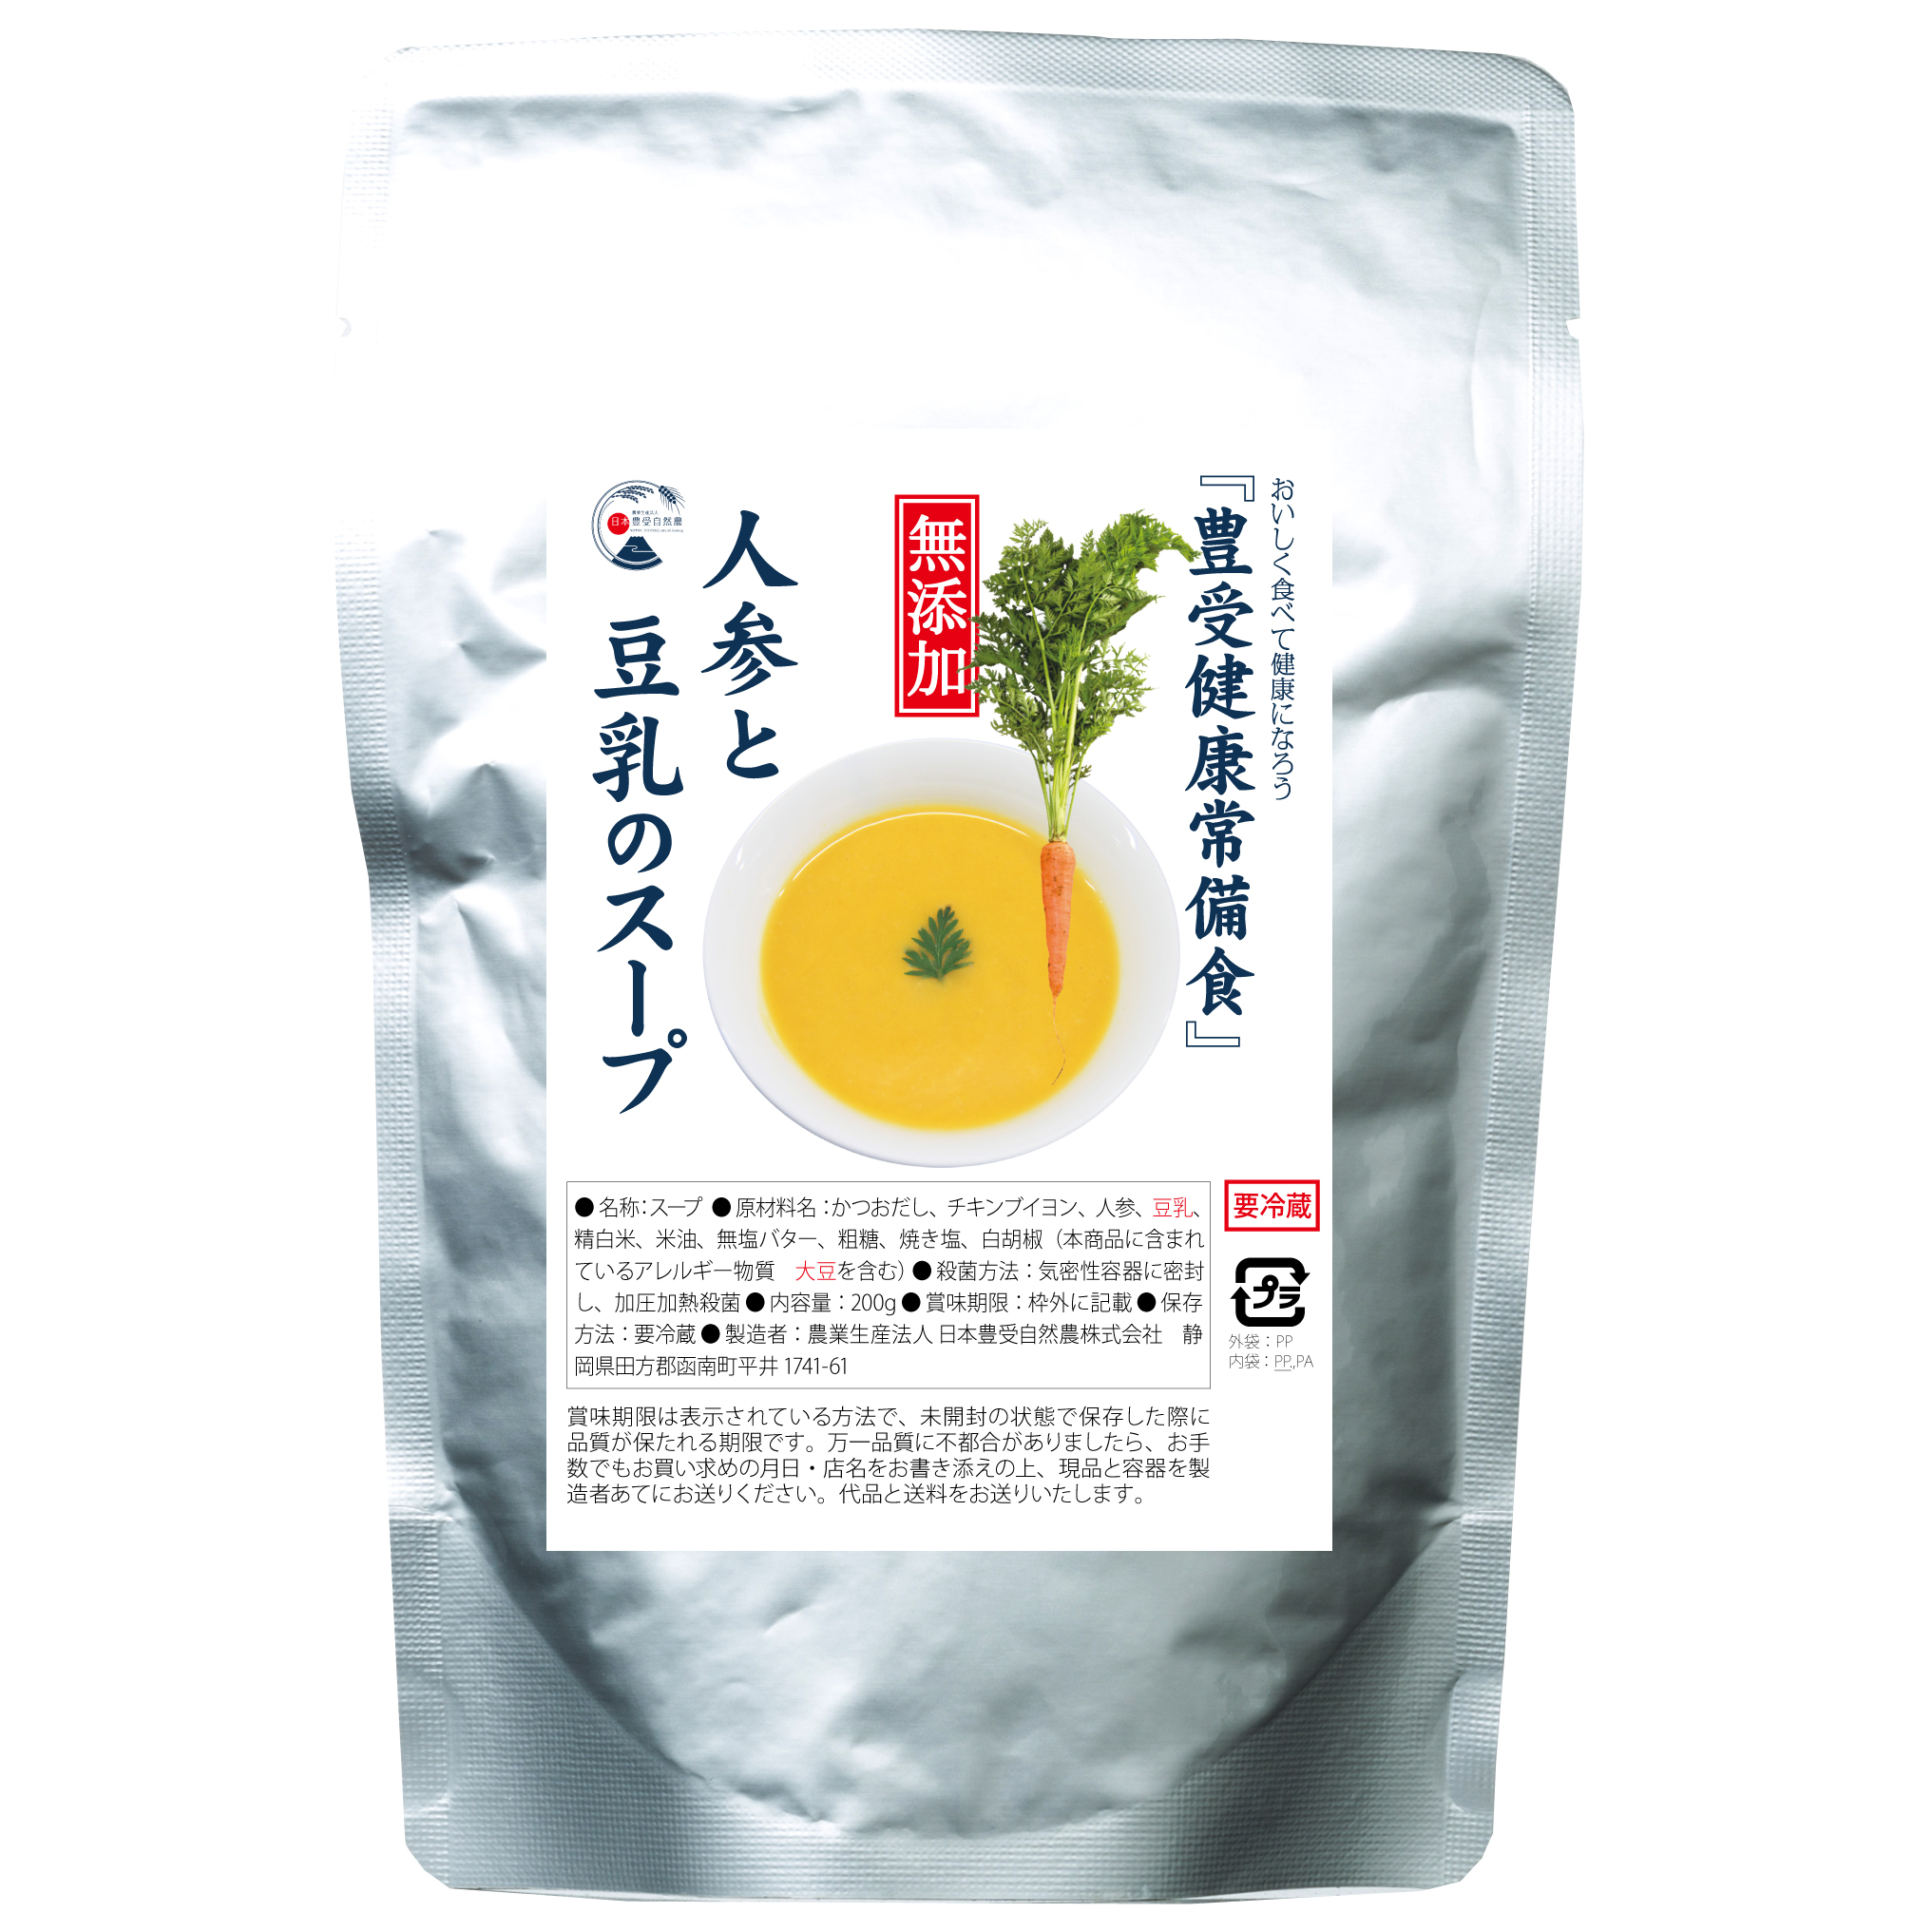 おいしく食べて健康になろう
『豊受健康常備食』
無添加
人参と
豆乳のスープ
農業生産法人
日本豊受自然農
●名称：スープ ●原材料名：かつおだし、チキンブイヨン、人参、豆乳、
精白米、米油、無塩バター、粗糖、焼き塩、白胡椒（本商品に含まれ
ているアレルギー物質　大豆を含む）●殺菌方法：気密性容器に密封
し、加圧加熱殺菌●内容量：200g●賞味期限：枠外に記載●保存
方法：要冷蔵●製造者：農業生産法人 日本豊受自然農株式会社　静
岡県田方郡函南町平井 1741-61
要冷蔵
プラ
外袋：PP
内袋：PP.,PA
賞味期限は表示されている方法で、未開封の状態で保存した際に
品質が保たれる期限です。万一品質に不都合がありましたら、お手
数でもお買い求めの月日・店名をお書き添えの上、現品と容器を製
造者あてにお送りください。代品と送料をお送りいたします。